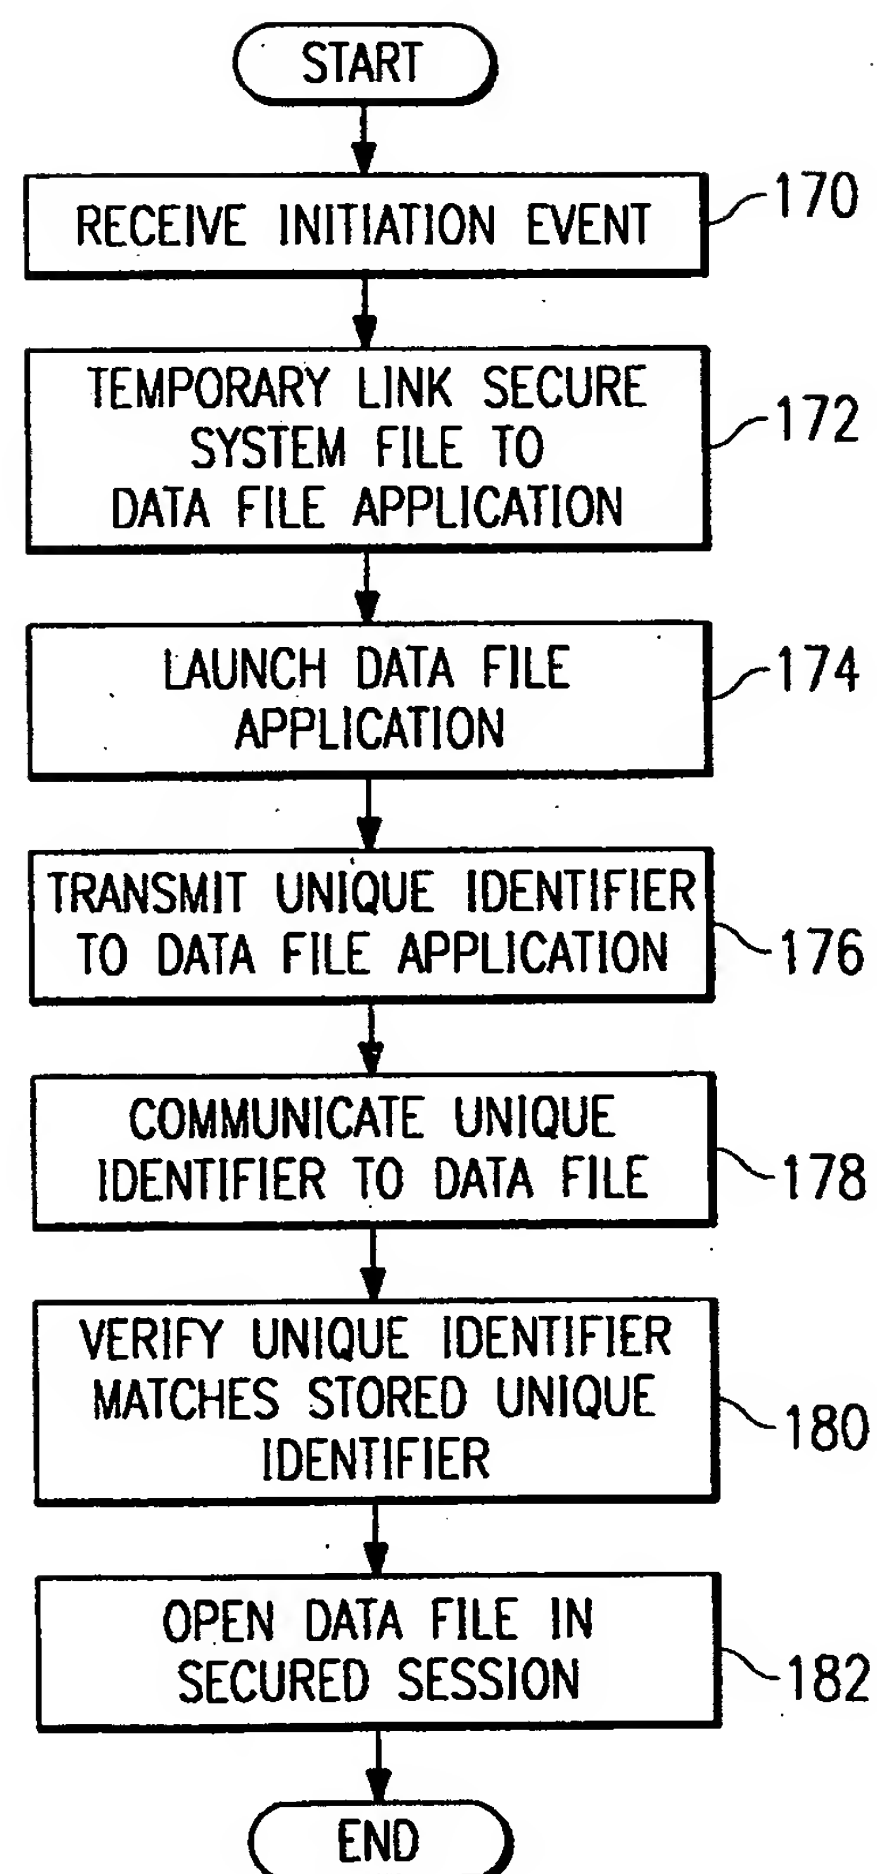 START
RECEIVE INITIATION EVENT
170
TEMPORARY LINK SECURE
SYSTEM FILE TO
DATA FILE APPLICATION
172
LAUNCH DATA FILE
APPLICATION
174
TRANSMIT UNIQUE IDENTIFIER
TO DATA FILE APPLICATION
176
COMMUNICATE UNIQUE
IDENTIFIER TO DATA FILE
178
VERIFY UNIQUE IDENTIFIER
MATCHES STORED UNIQUE
IDENTIFIER
180
OPEN DATA FILE IN
SECURED SESSION
182
END